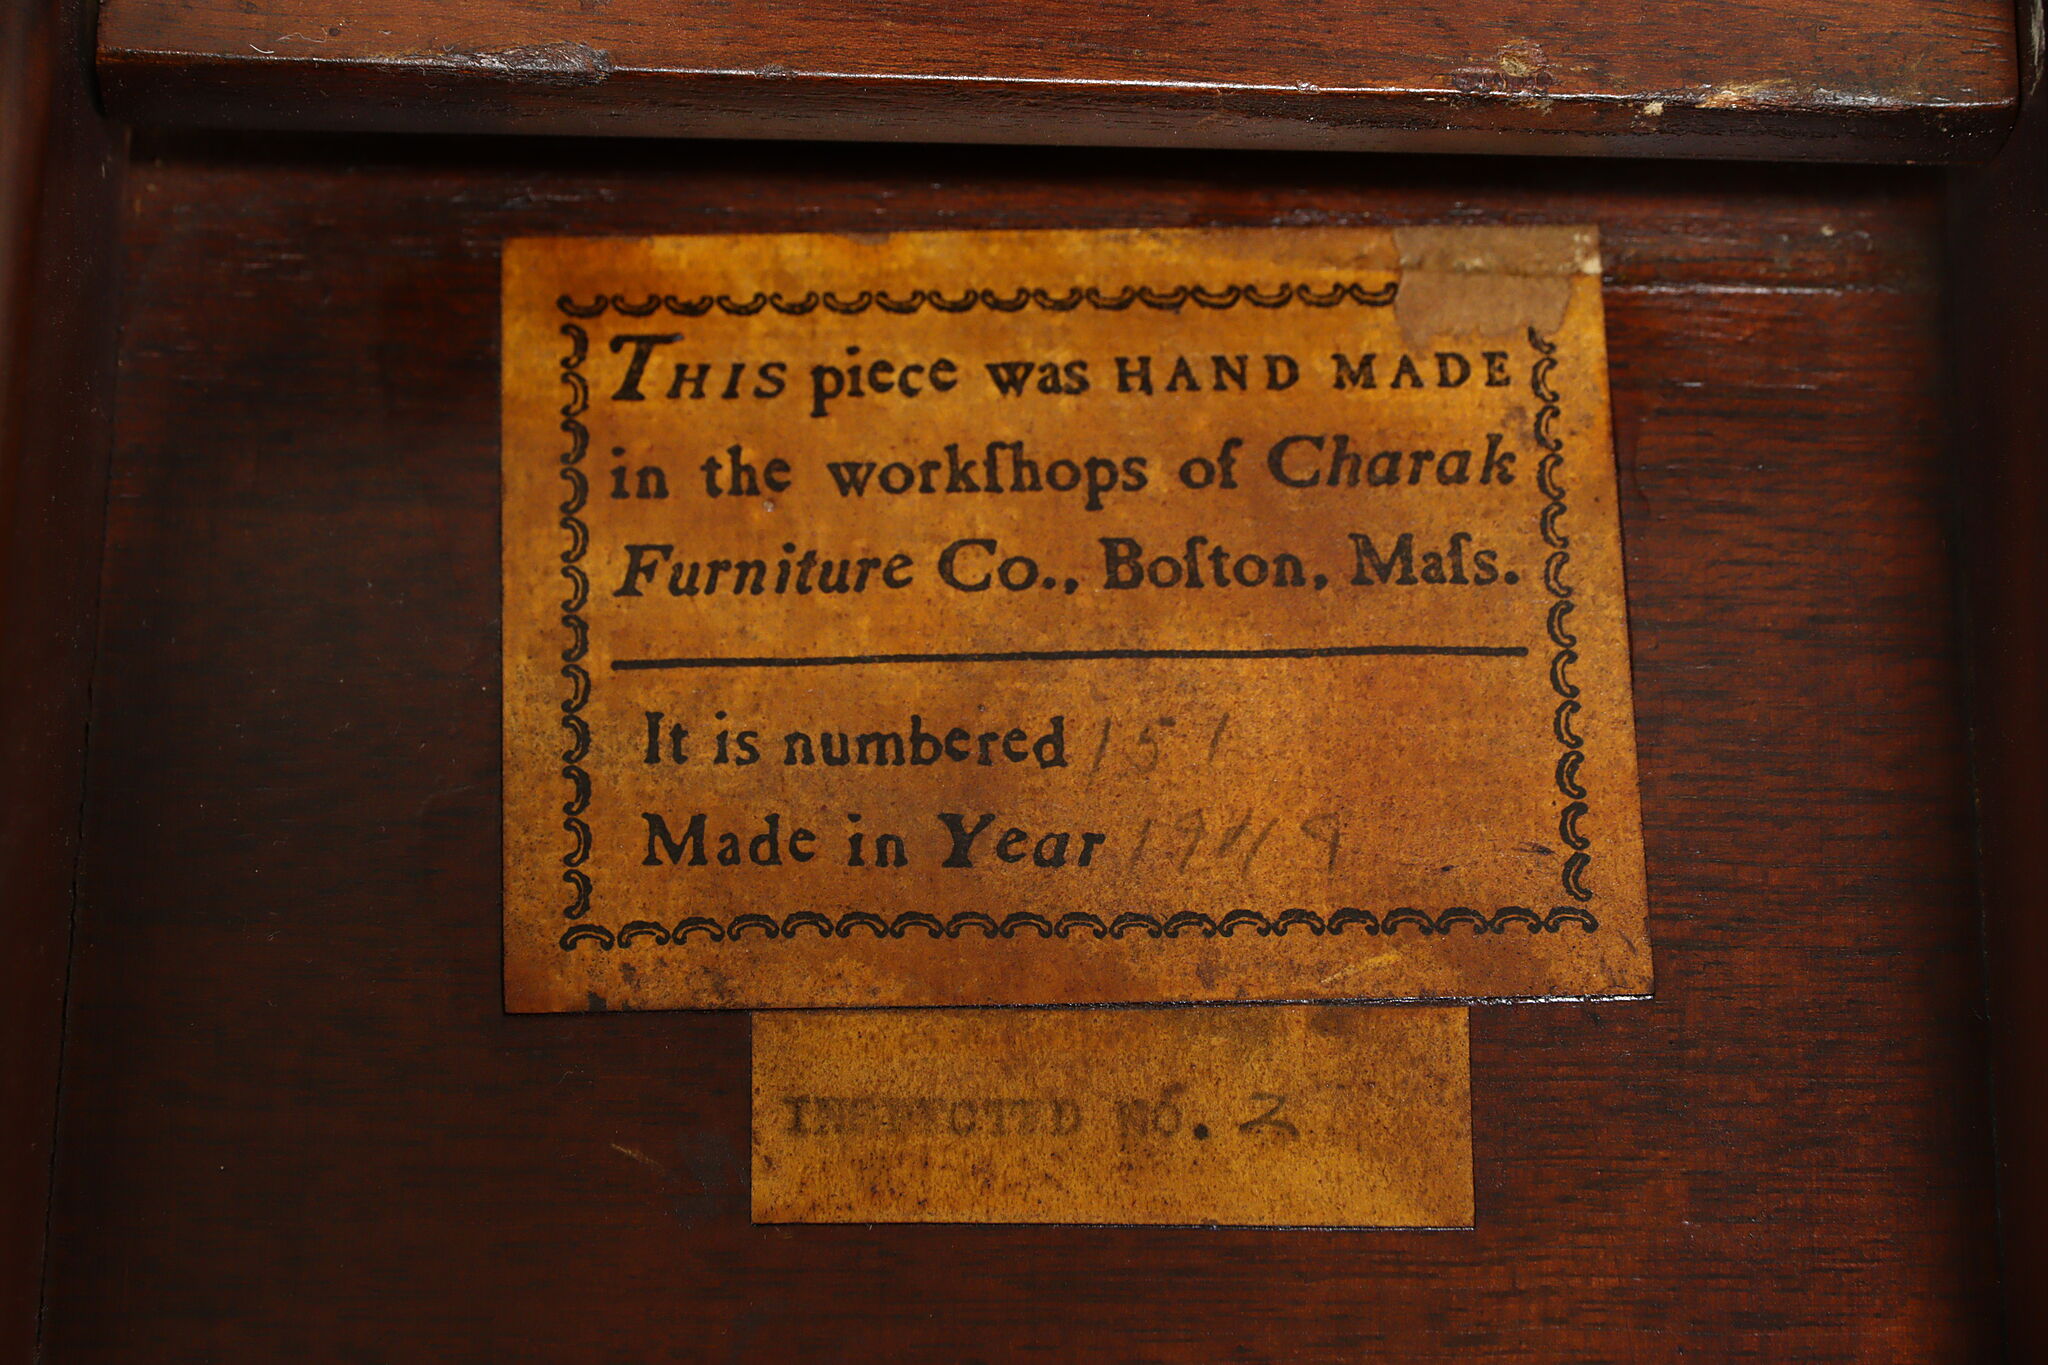 THIS piece was HAND MADE
in the workſhops of Charak
Furniture Co., Boſton, Maſs.
It is numbered 151
Made in Year 1949
INSPECTED NO. 2